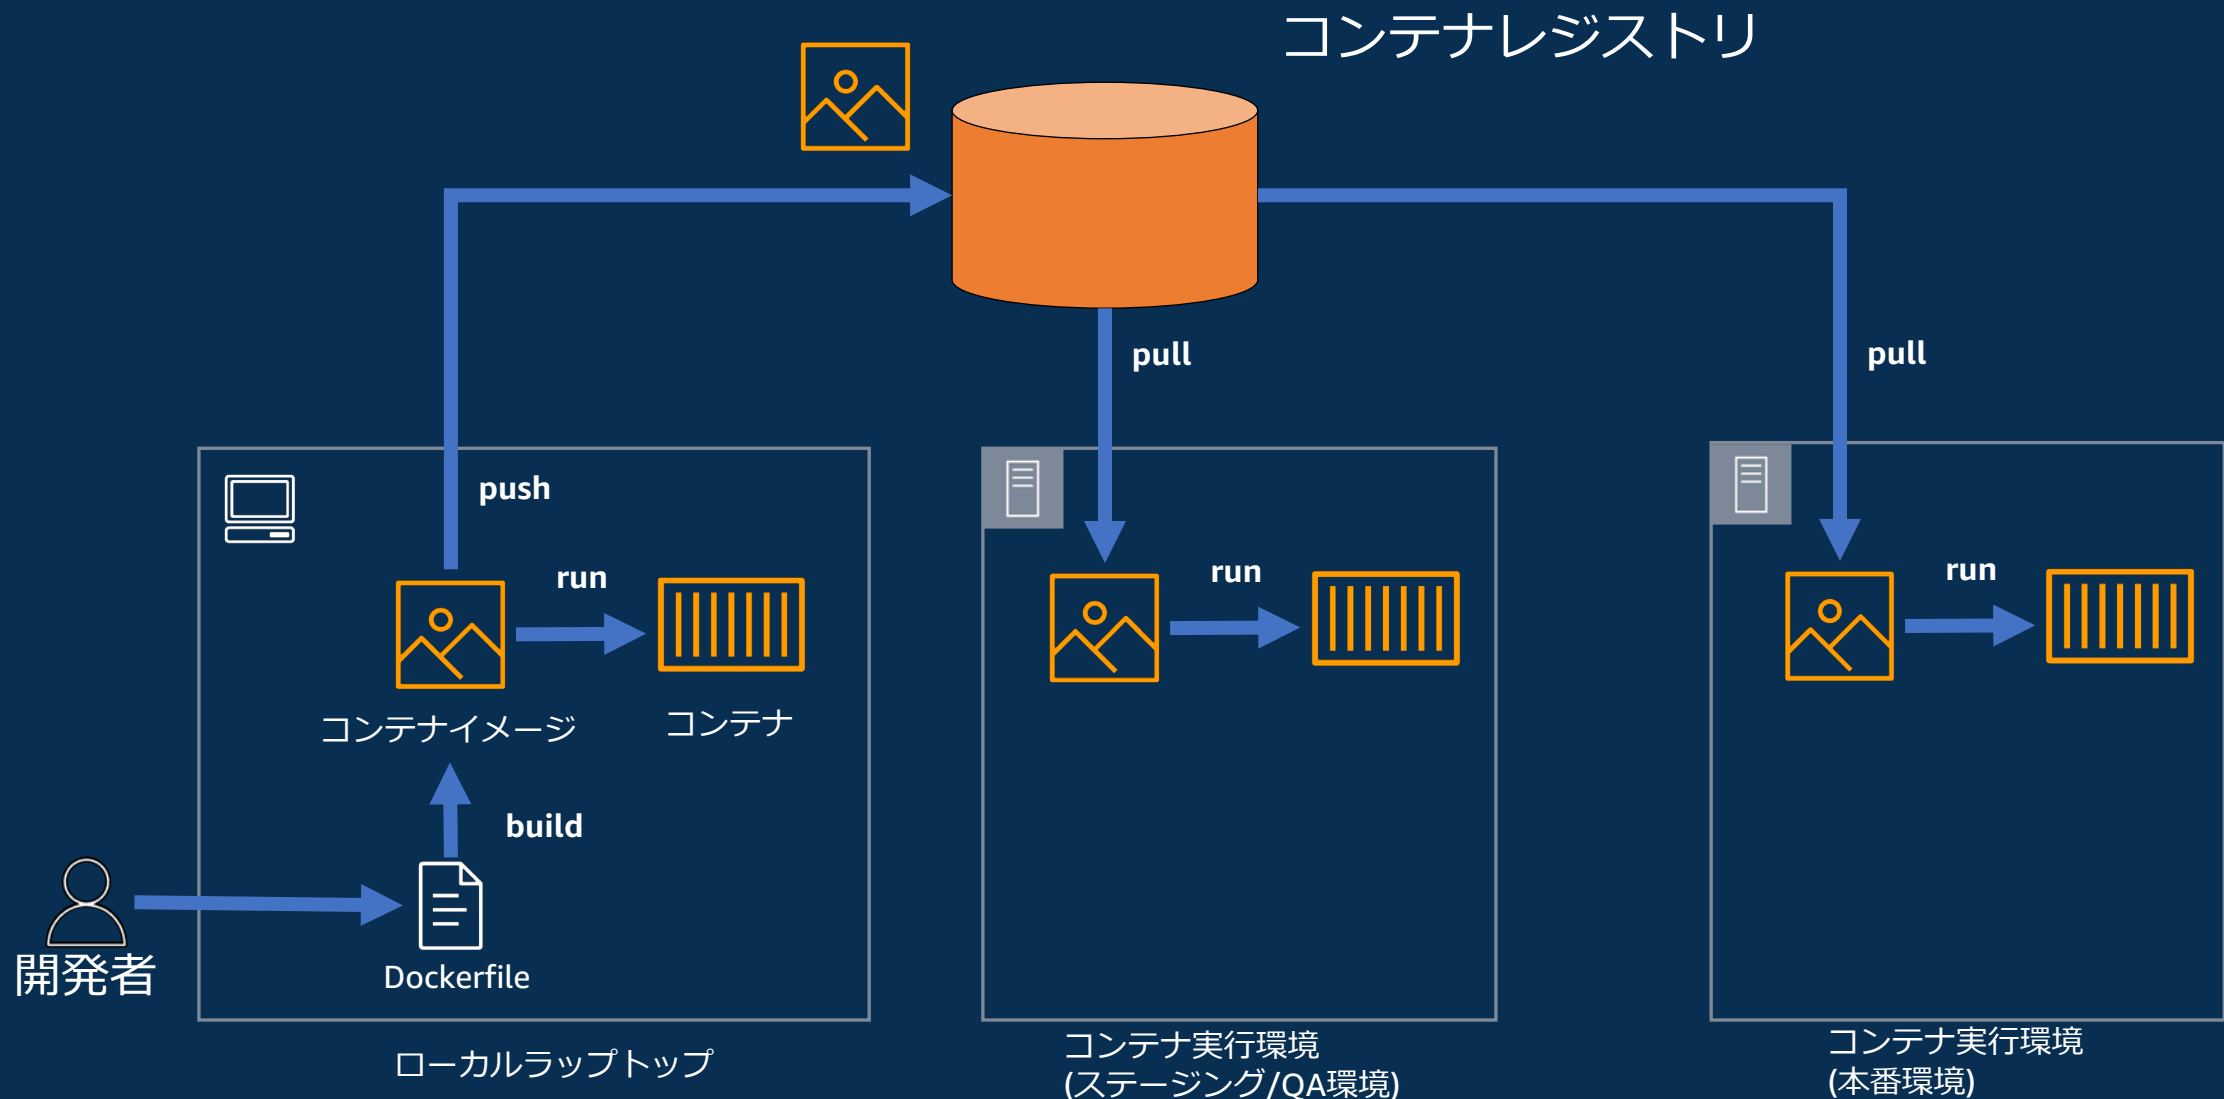 コンテナレジストリ
pull
pull
push
run
run
run
コンテナイメージ
コンテナ
build
開発者
Dockerfile
ローカルラップトップ
コンテナ実行環境
(ステージング/QA環境)
コンテナ実行環境
(本番環境)